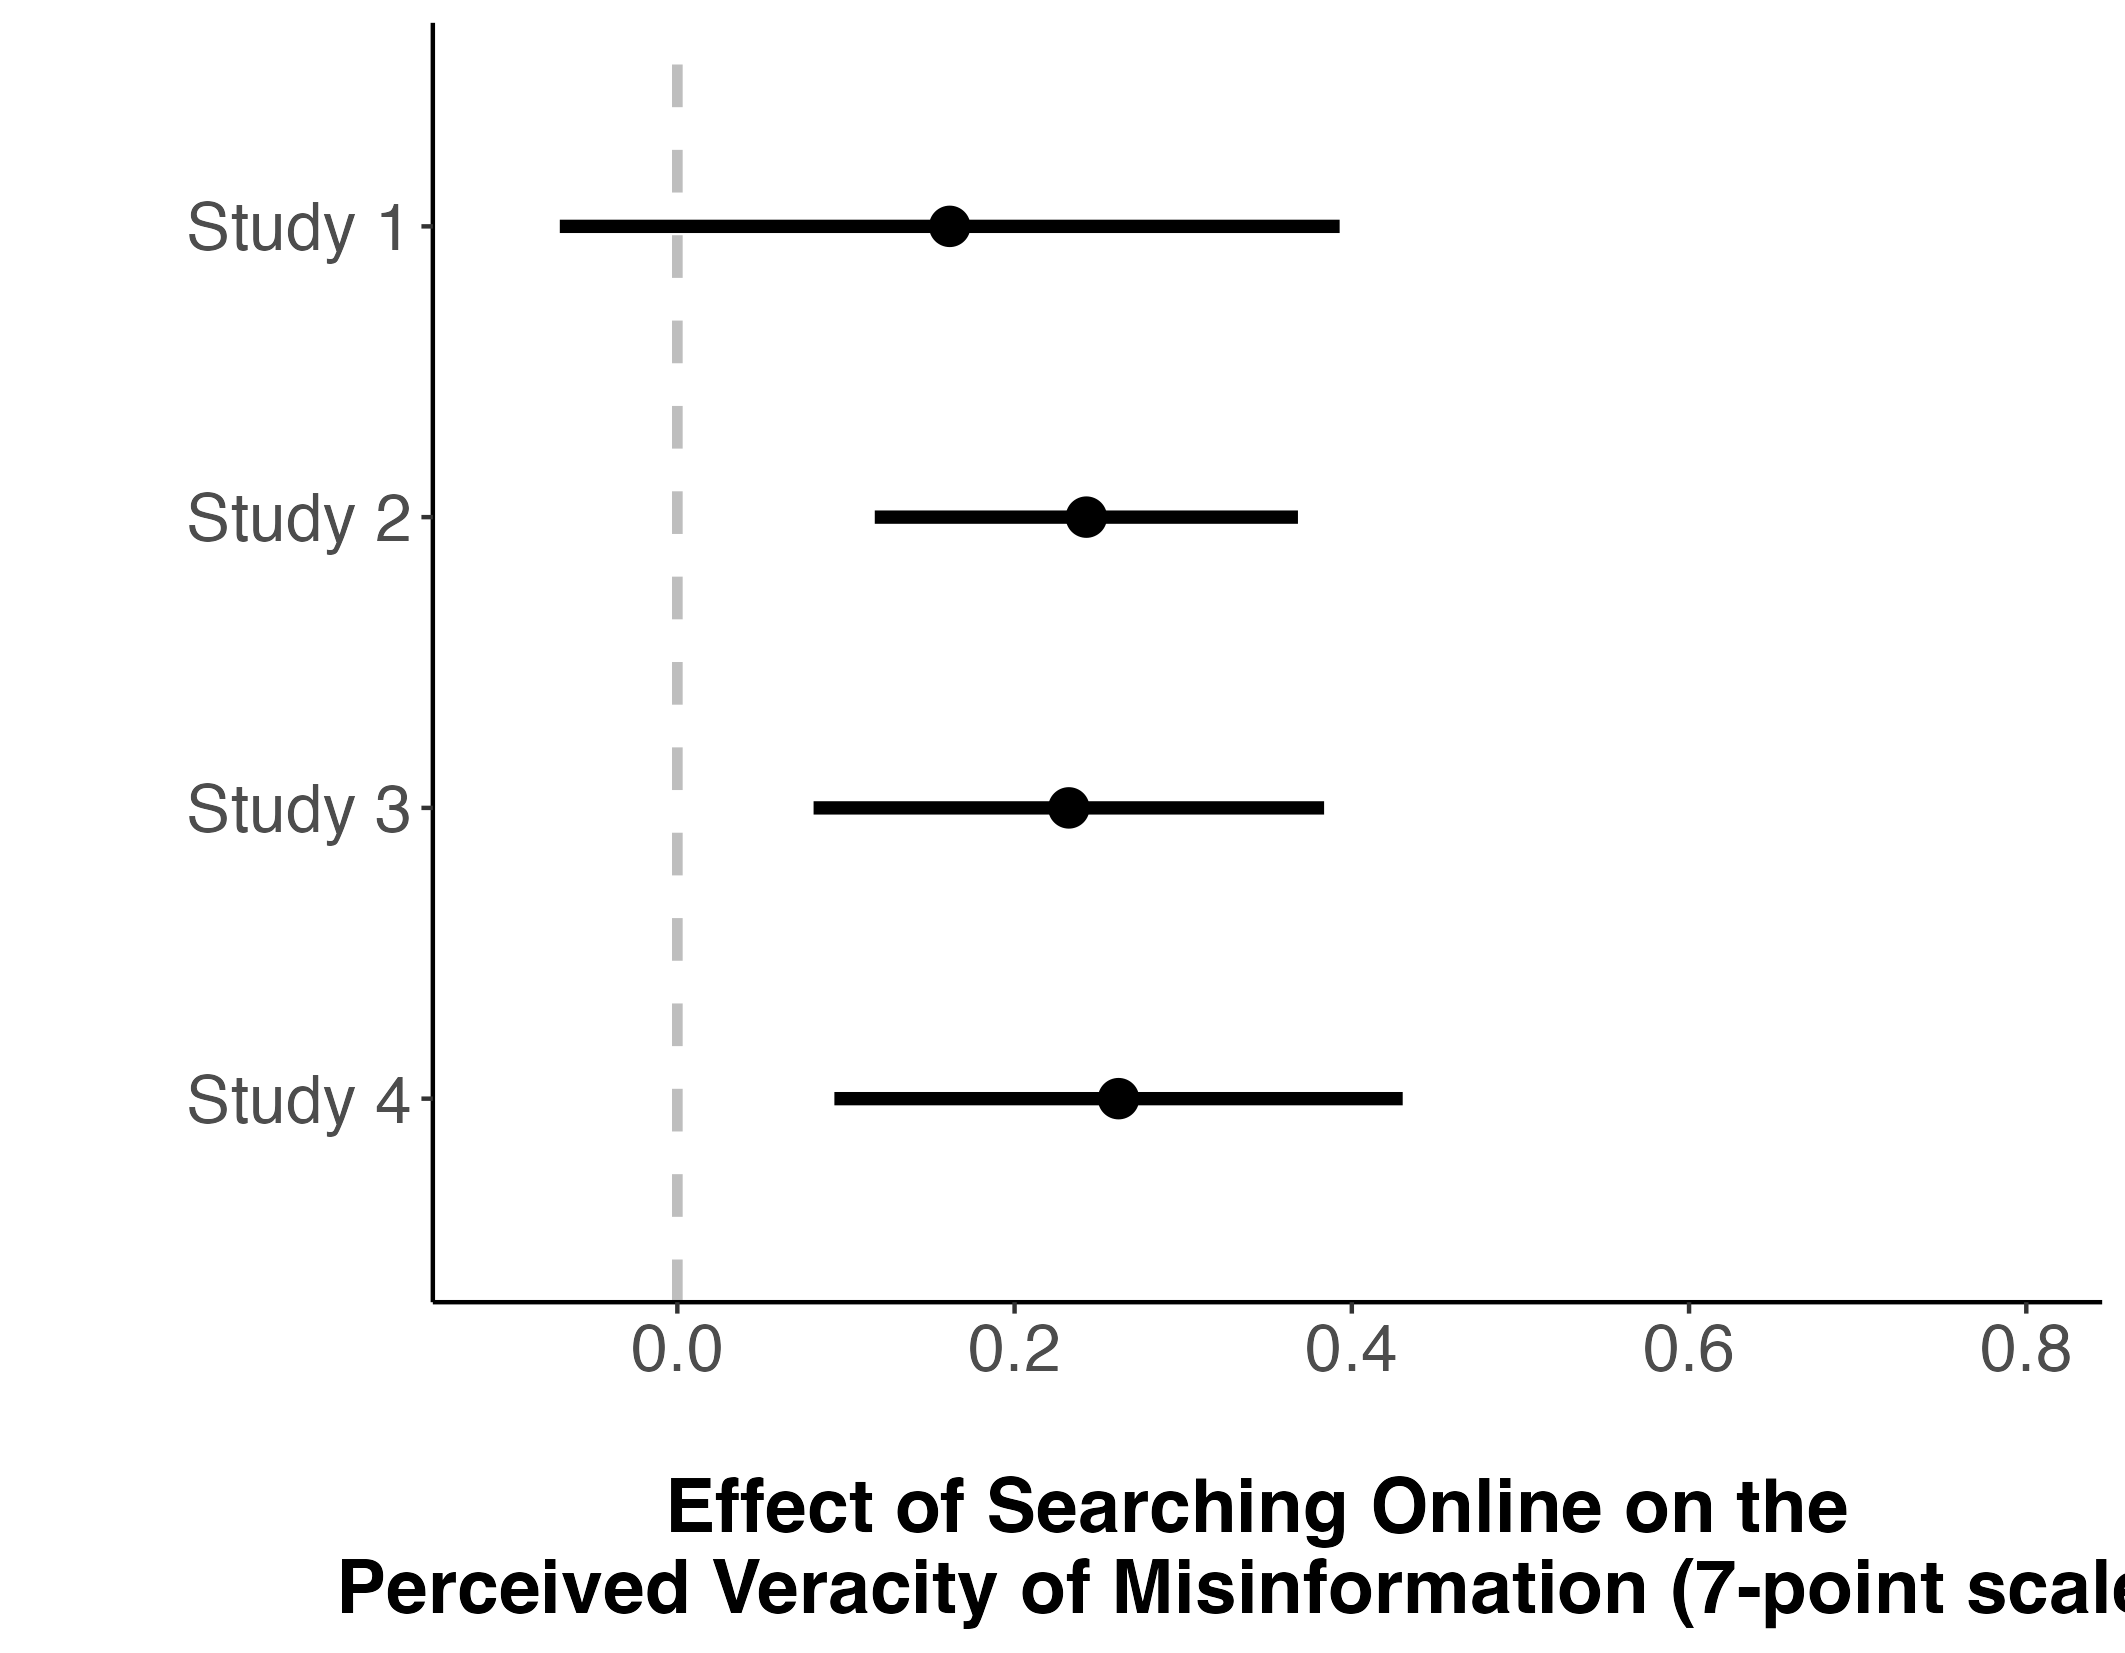 Study 1
Study 2
Study 3
Study 4
0.0 0.2 0.4 0.6 0.8
Effect of Searching Online on the
Perceived Veracity of Misinformation (7-point scale